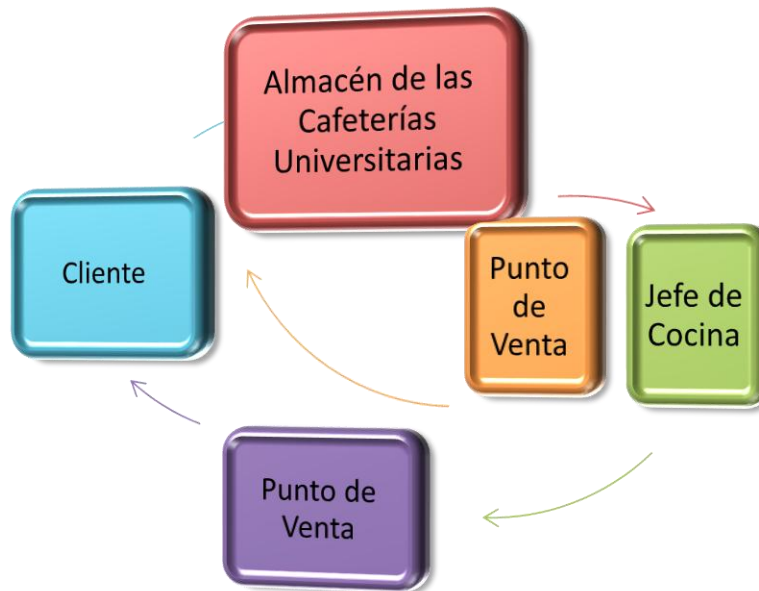 Almacén de las
Cafeterías
Universitarias
Cliente
Punto
de
Venta
Jefe de
Cocina
Punto de
Venta